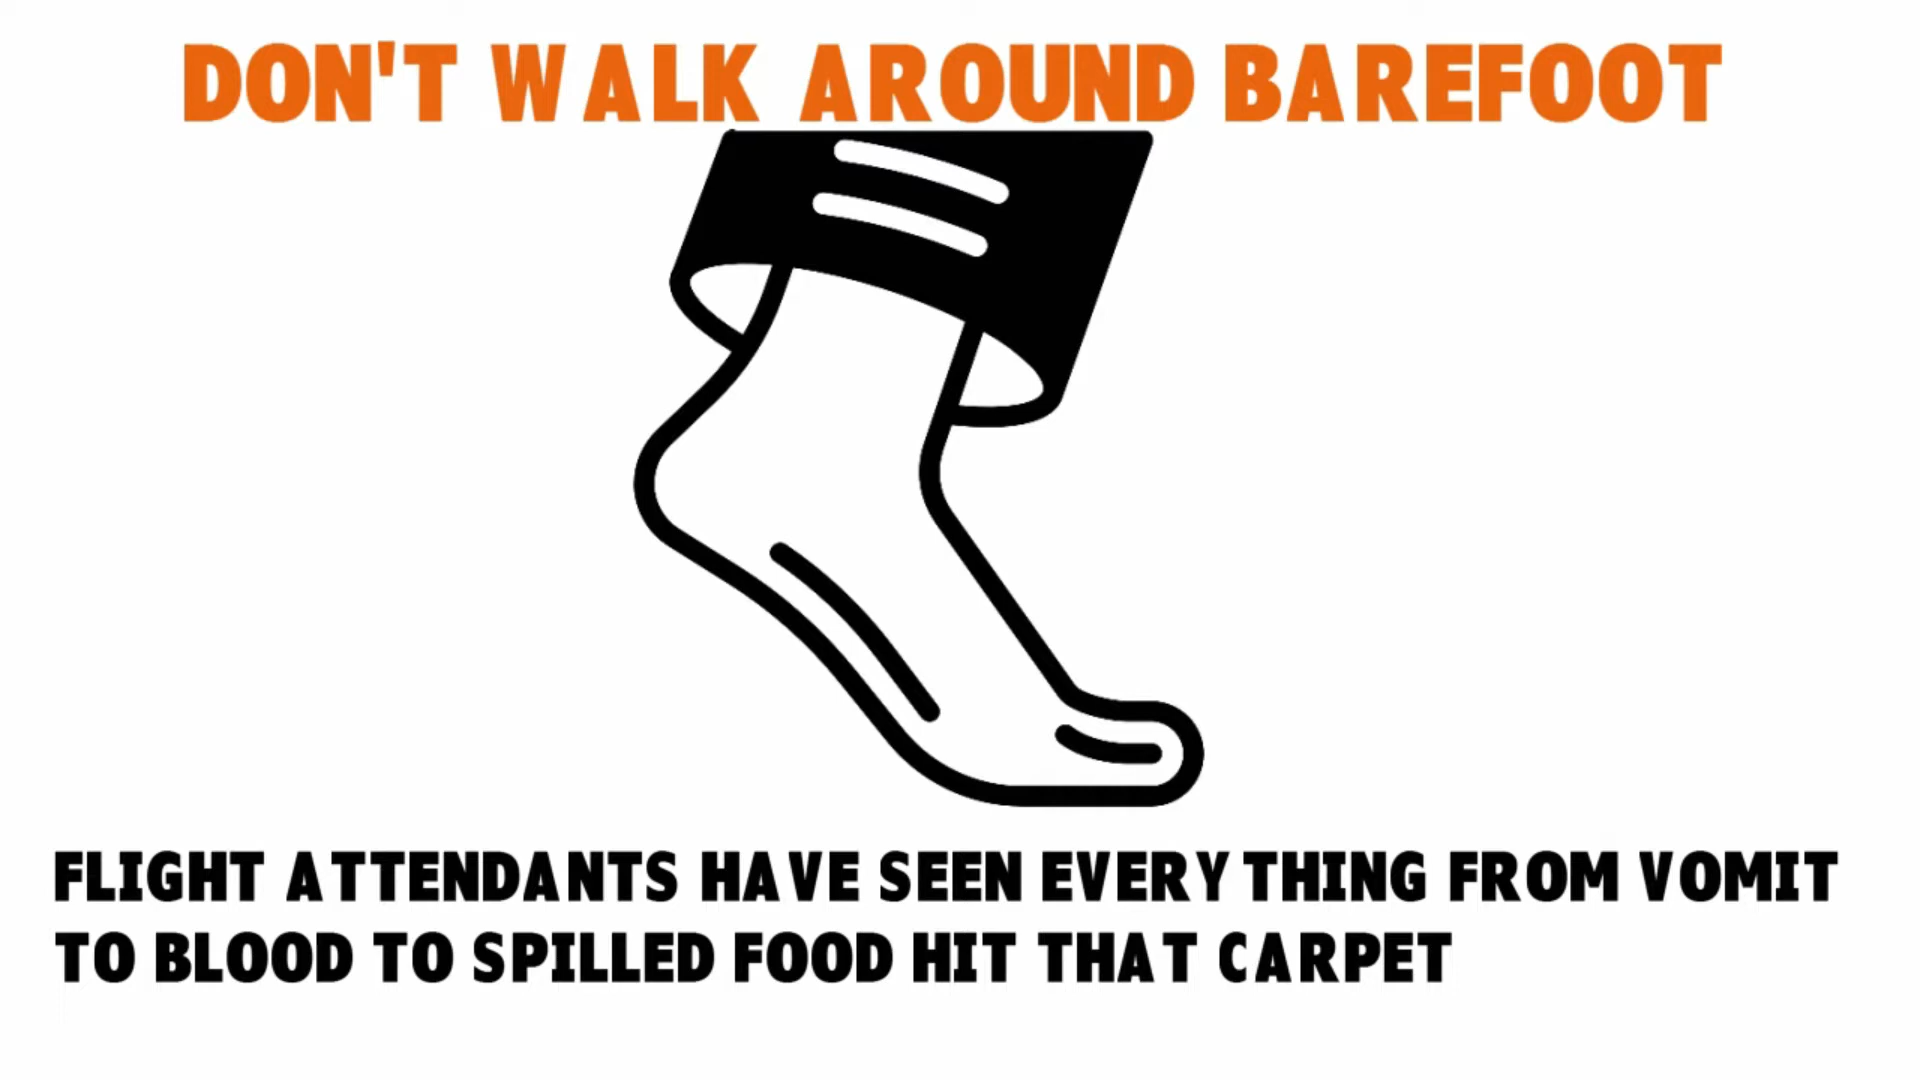 DON'T WALK AROUND BAREFOOT
FLIGHT ATTENDANTS HAVE SEEN EVERYTHING FROM VOMIT
TO BLOOD TO SPILLED FOOD HIT THAT CARPET